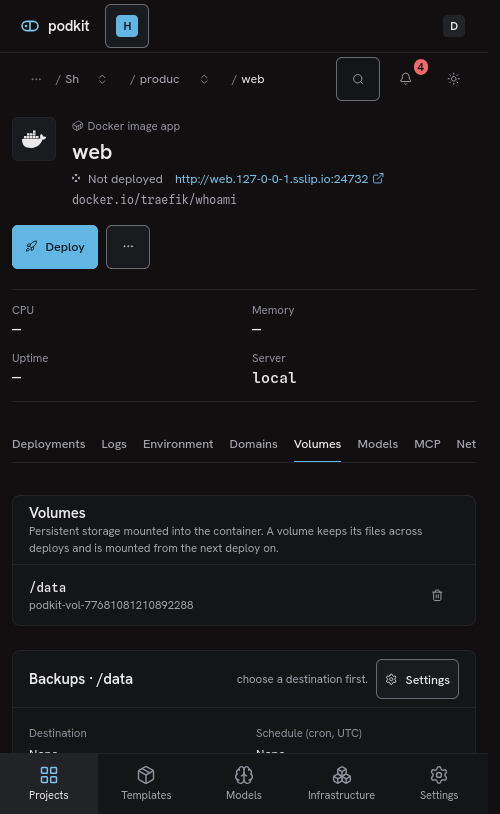 podkit
H
D
... / Sh / produc / web
4
Docker image app
web
Not deployed http://web.127-0-0-1.sslip.io:24732
docker.io/traefik/whoami
Deploy
...
CPU
—
Memory
—
Uptime
—
Server
local
Deployments Logs Environment Domains Volumes Models MCP Net
Volumes
Persistent storage mounted into the container. A volume keeps its files across
deploys and is mounted from the next deploy on.
/data
podkit-vol-77681081210892288
Backups · /data
choose a destination first.
Settings
Destination
None
Schedule (cron, UTC)
None
Projects
Templates
Models
Infrastructure
Settings